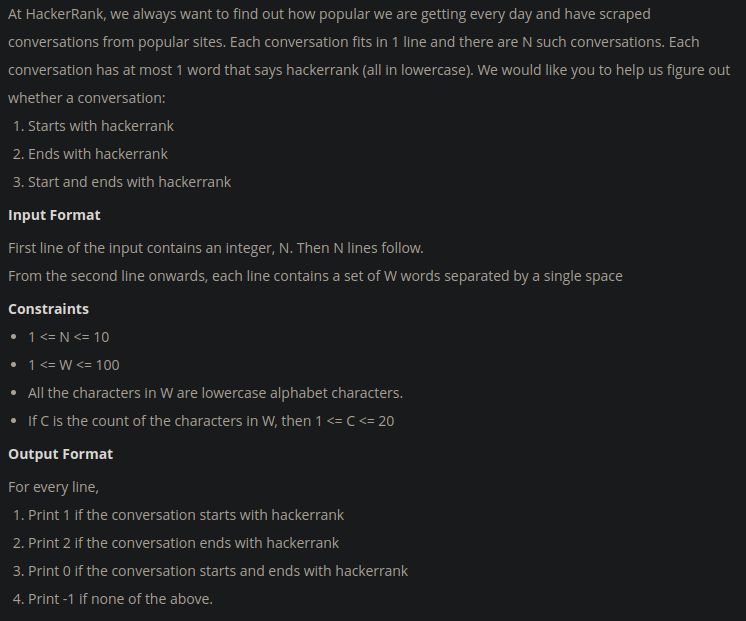 At HackerRank, we always want to find out how popular we are getting every day and have scraped
conversations from popular sites. Each conversation fits in 1 line and there are N such conversations. Each
conversation has at most 1 word that says hackerrank (all in lowercase). We would like you to help us figure out
whether a conversation:
1. Starts with hackerrank
2. Ends with hackerrank
3. Start and ends with hackerrank
Input Format
First line of the input contains an integer, N. Then N lines follow.
From the second line onwards, each line contains a set of W words separated by a single space
Constraints
• 1 <= N <= 10
• 1 <= W <= 100
• All the characters in W are lowercase alphabet characters.
• If C is the count of the characters in W, then 1 <= C <= 20
Output Format
For every line,
1. Print 1 if the conversation starts with hackerrank
2. Print 2 if the conversation ends with hackerrank
3. Print 0 if the conversation starts and ends with hackerrank
4. Print -1 if none of the above.